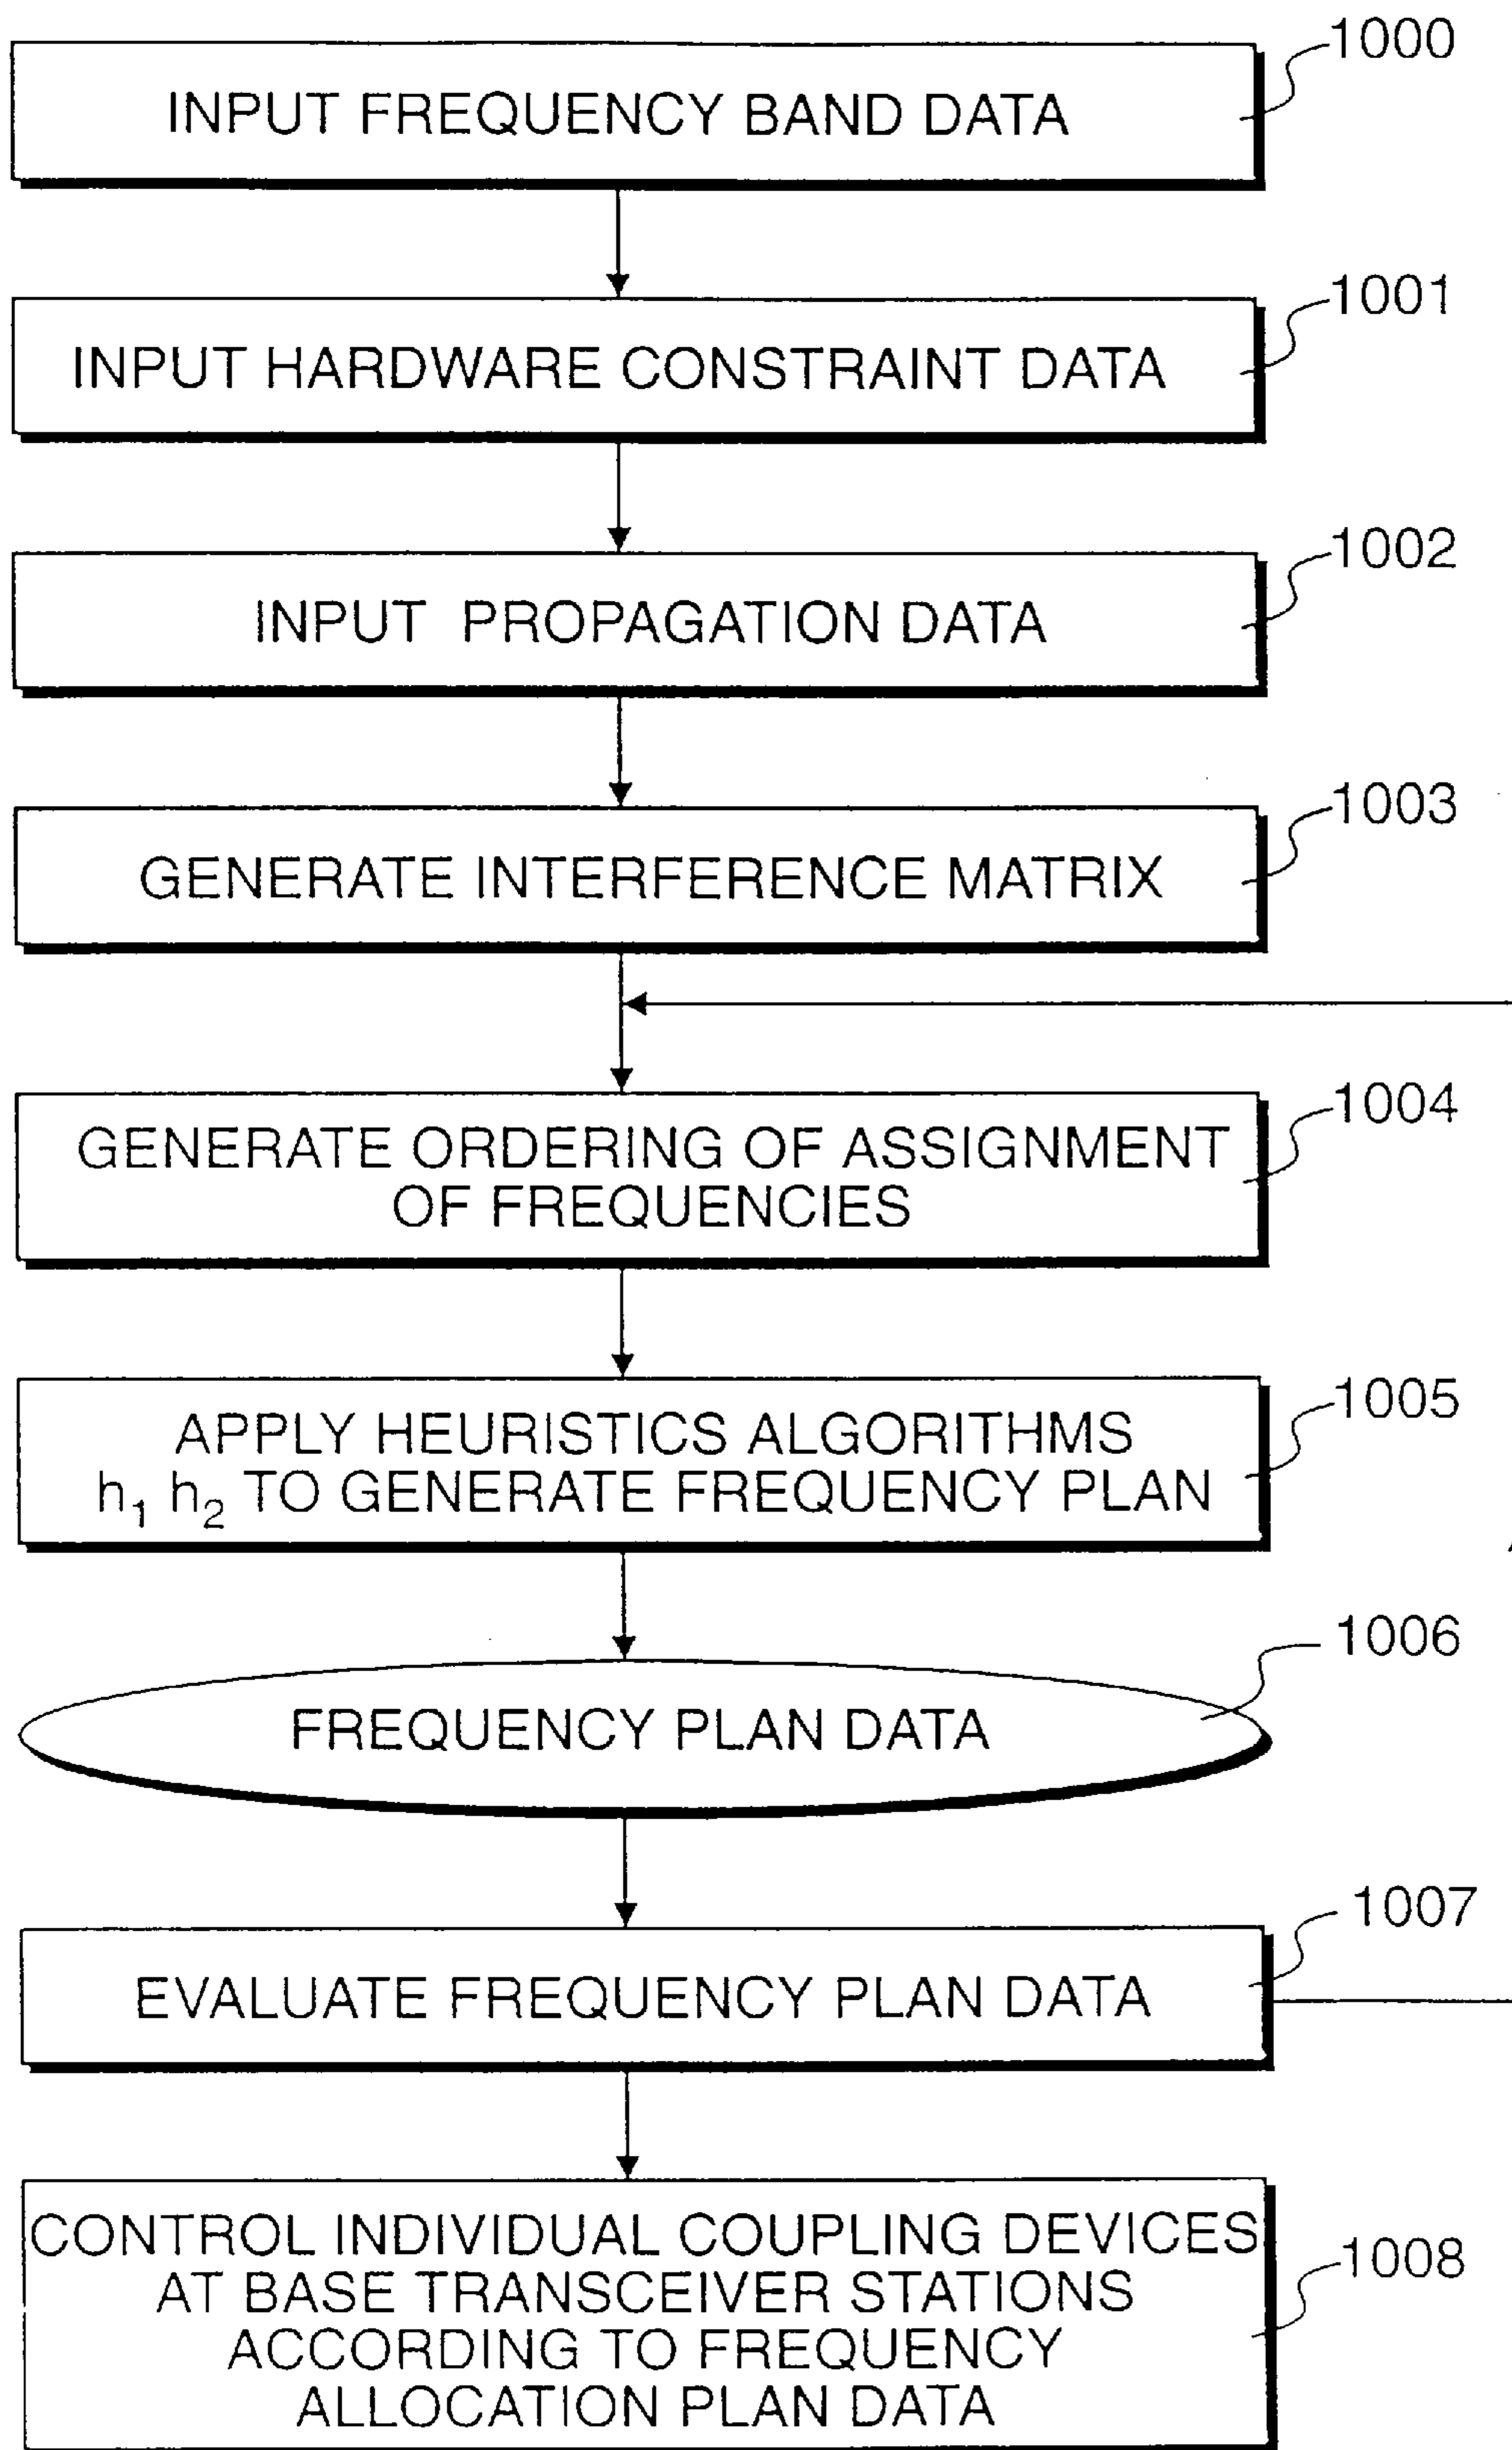 1000
INPUT FREQUENCY BAND DATA
1001
INPUT HARDWARE CONSTRAINT DATA
1002
INPUT PROPAGATION DATA
1003
GENERATE INTERFERENCE MATRIX
1004
GENERATE ORDERING OF ASSIGNMENT
OF FREQUENCIES
1005
APPLY HEURISTICS ALGORITHMS
h₁ h₂ TO GENERATE FREQUENCY PLAN
1006
FREQUENCY PLAN DATA
1007
EVALUATE FREQUENCY PLAN DATA
1008
CONTROL INDIVIDUAL COUPLING DEVICES
AT BASE TRANSCEIVER STATIONS
ACCORDING TO FREQUENCY
ALLOCATION PLAN DATA